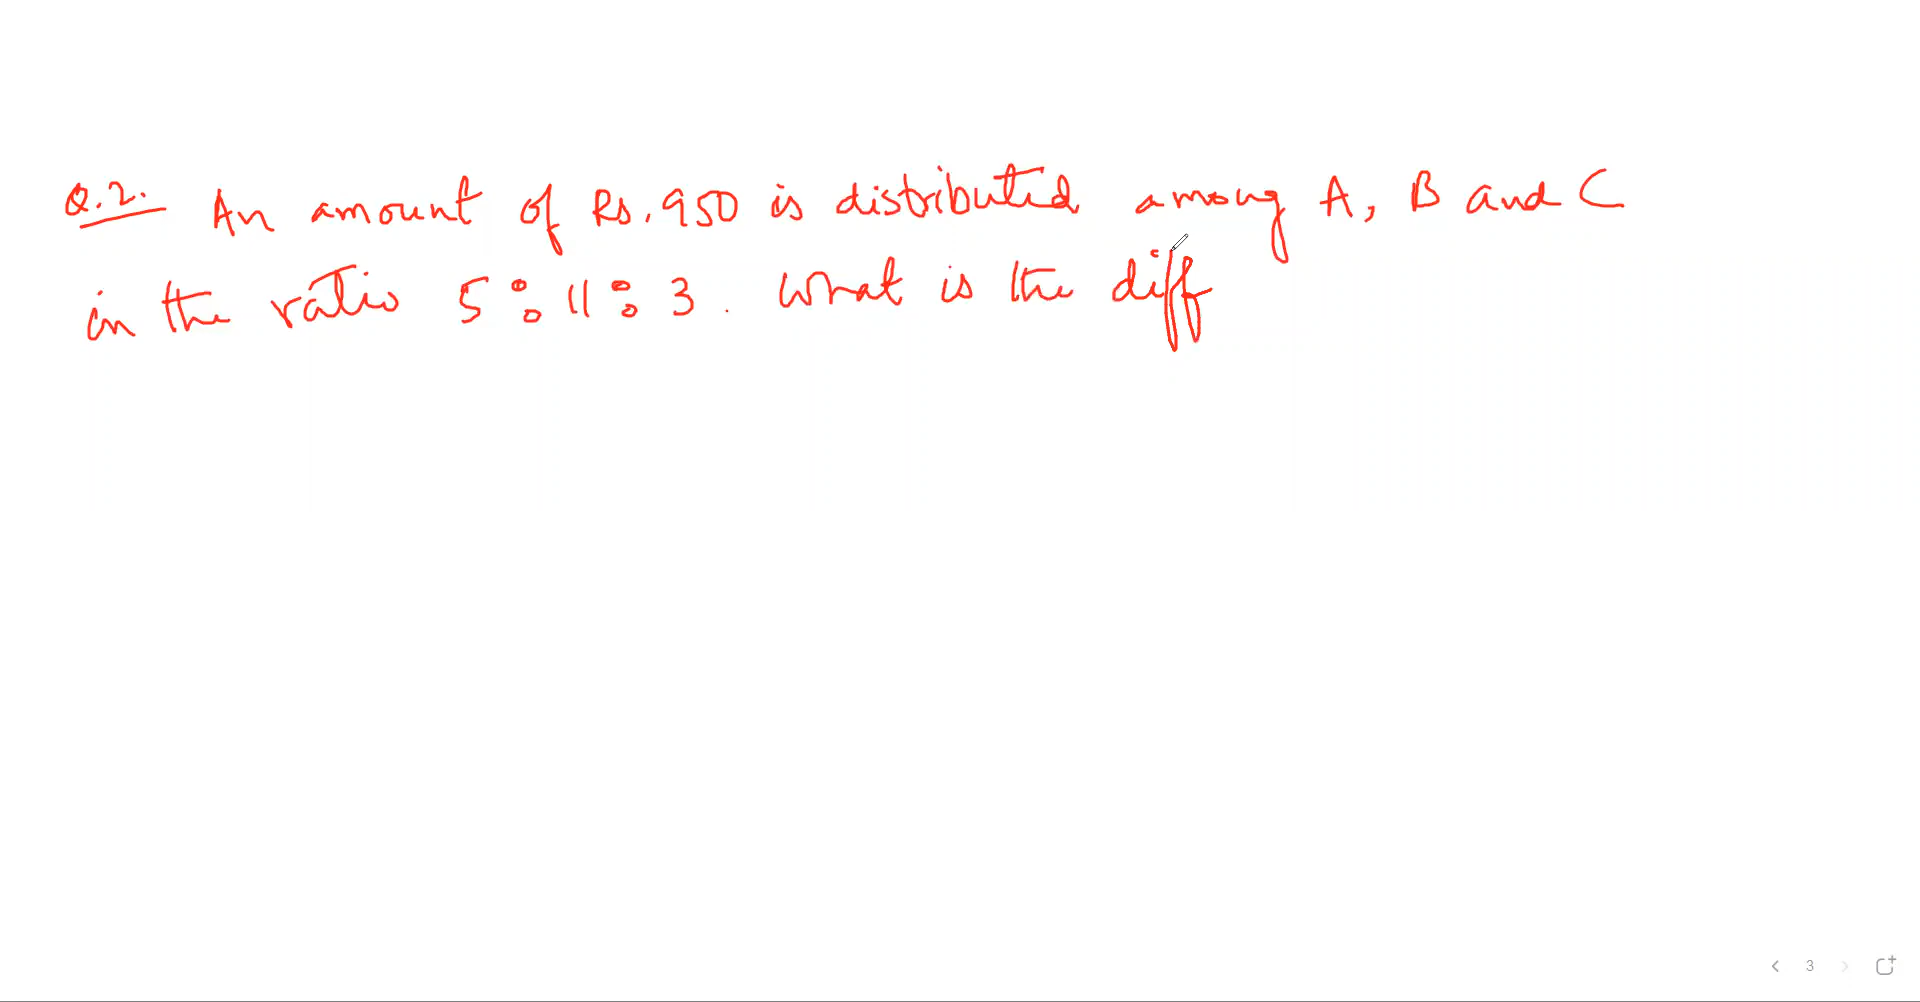 Q.2. An amount of Rs.950 is distributed among A, B and C
in the ratio 5:11:3. What is the diff
3